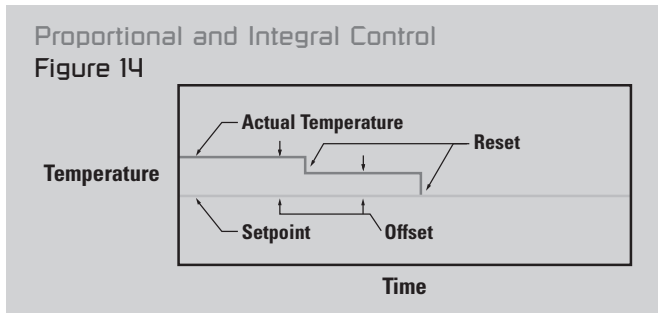 Proportional and Integral Control
Figure 14
Actual Temperature
Reset
Temperature
Setpoint
Offset
Time